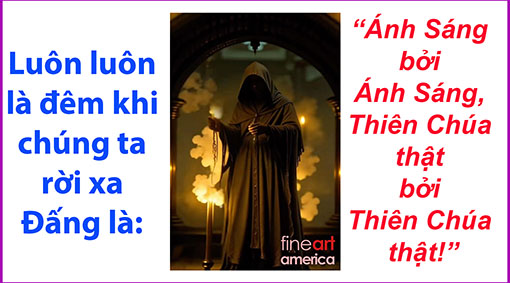 Luôn luôn
là đêm khi
chúng ta
rời xa
Đấng là:
fineart
america
“Ánh Sáng
bởi
Ánh Sáng,
Thiên Chúa
thật
bởi
Thiên Chúa
thật!”